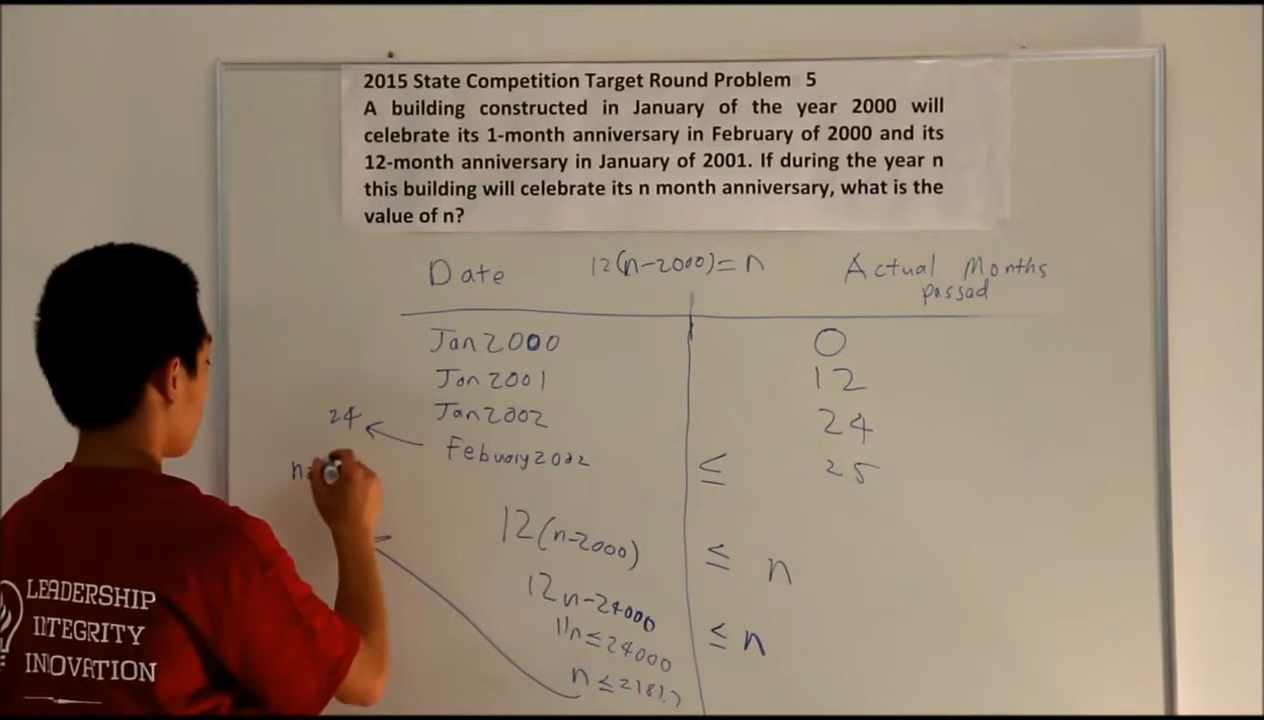 2015 State Competition Target Round Problem 5
A building constructed in January of the year 2000 will
celebrate its 1-month anniversary in February of 2000 and its
12-month anniversary in January of 2001. If during the year n
this building will celebrate its n month anniversary, what is the
value of n?
Date 12(n-2000)=n Actual Months
passad
Jan 2000 0
Jan 2001 12
Jan 2002 24
24 Febuary 2002 ≤ 25
n=
12(n-2000) ≤ n
12n-24000 ≤ n
11n≤24000
n≤2181.
LEADERSHIP
INTEGRITY
INNOVATION